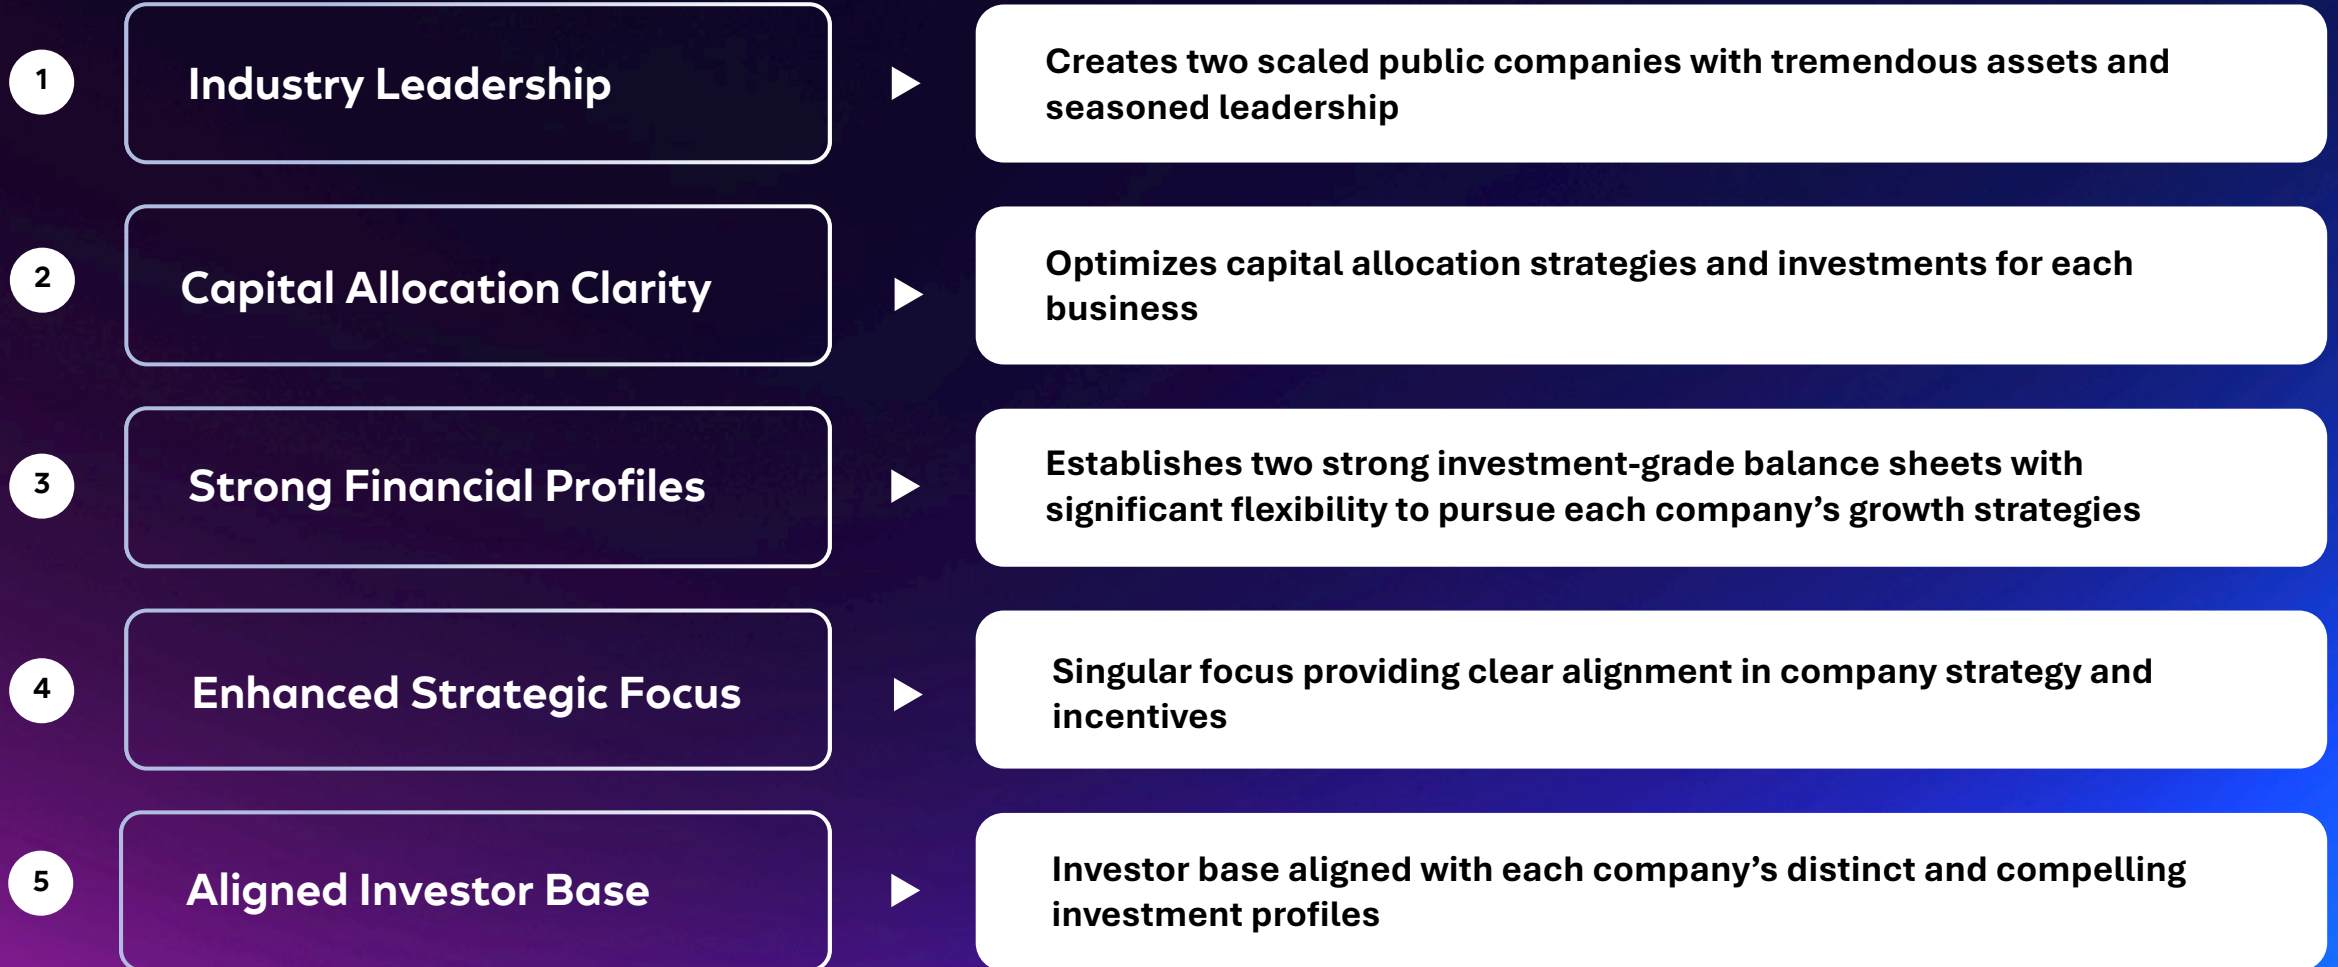 1
Industry Leadership
Creates two scaled public companies with tremendous assets and
seasoned leadership
2
Capital Allocation Clarity
Optimizes capital allocation strategies and investments for each
business
3
Strong Financial Profiles
Establishes two strong investment-grade balance sheets with
significant flexibility to pursue each company’s growth strategies
4
Enhanced Strategic Focus
Singular focus providing clear alignment in company strategy and
incentives
5
Aligned Investor Base
Investor base aligned with each company’s distinct and compelling
investment profiles